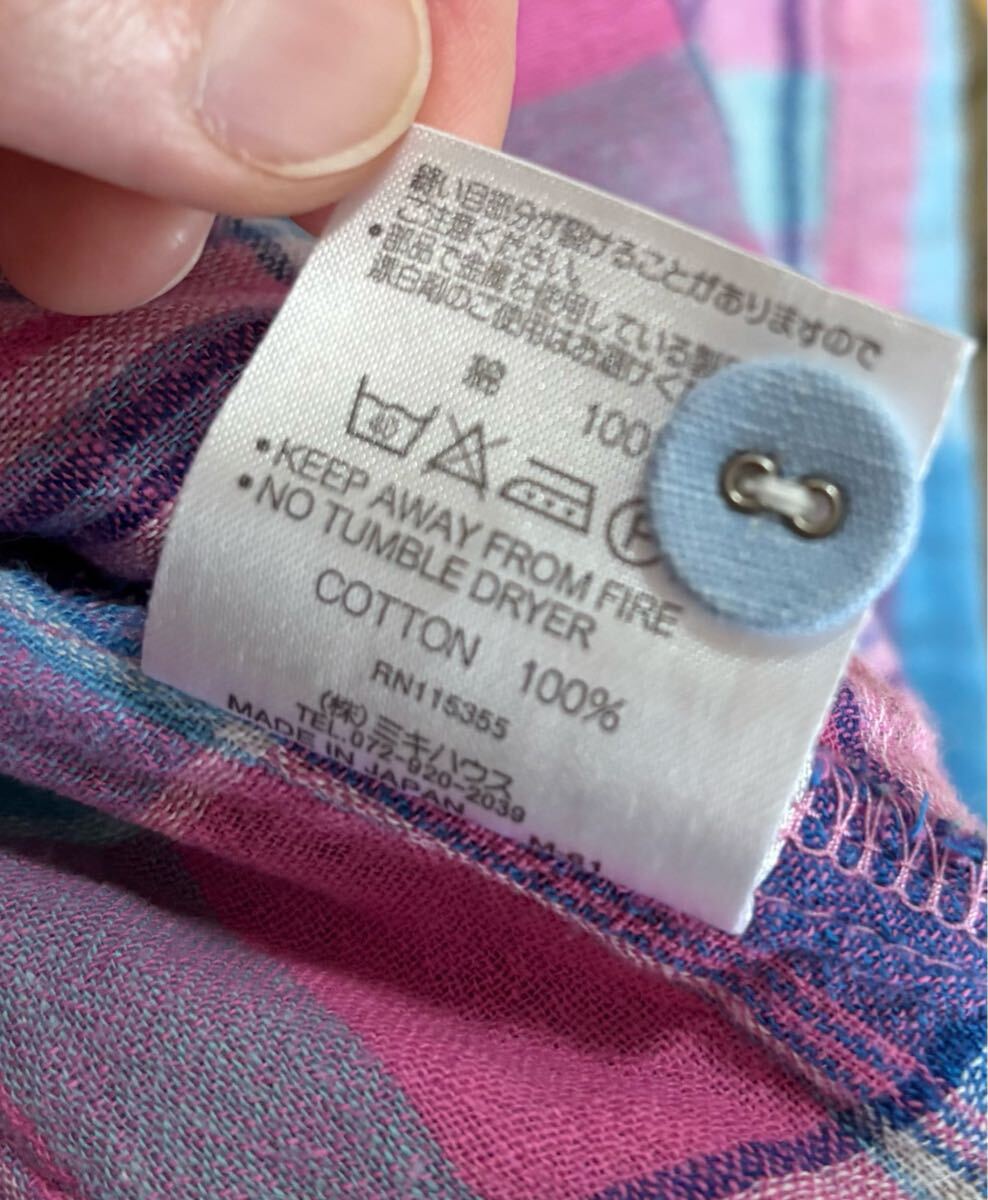 縫い目部分が裂けることがありますので
ご注意ください。
・部品で金属を使用している製
漂白剤のご使用はお避けくだ
綿 100
40
•KEEP AWAY FROM FIRE
•NO TUMBLE DRYER
COTTON 100%
RN115355
(株)ミキハウス
TEL.072-920-2039
MADE IN JAPAN M-S1